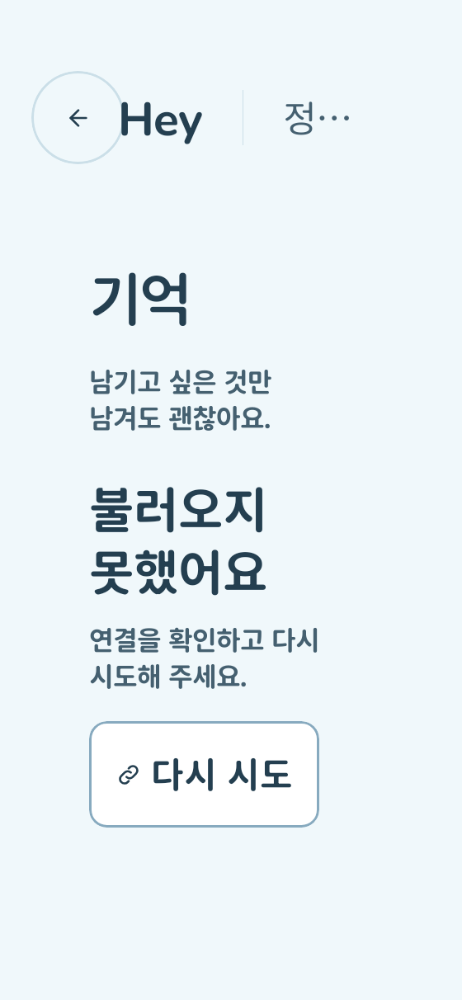 Hey
정…
기억
남기고 싶은 것만
남겨도 괜찮아요.
불러오지
못했어요
연결을 확인하고 다시
시도해 주세요.
다시 시도